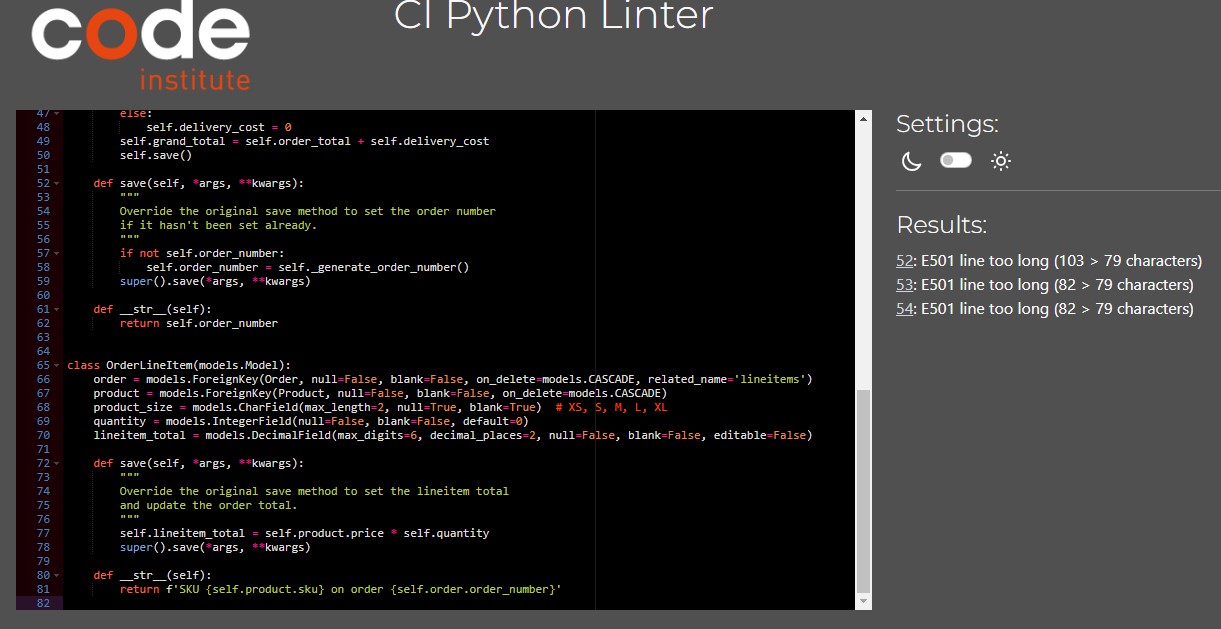 code
institute
CI Python Linter
47 else:
48 self.delivery_cost = 0
49 self.grand_total = self.order_total + self.delivery_cost
50 self.save()
51
52 def save(self, *args, **kwargs):
53 """
54 Override the original save method to set the order number
55 if it hasn't been set already.
56 """
57 if not self.order_number:
58 self.order_number = self._generate_order_number()
59 super().save(*args, **kwargs)
60
61 def __str__(self):
62 return self.order_number
63
64
65 class OrderLineItem(models.Model):
66 order = models.ForeignKey(Order, null=False, blank=False, on_delete=models.CASCADE, related_name='lineitems')
67 product = models.ForeignKey(Product, null=False, blank=False, on_delete=models.CASCADE)
68 product_size = models.CharField(max_length=2, null=True, blank=True)  # XS, S, M, L, XL
69 quantity = models.IntegerField(null=False, blank=False, default=0)
70 lineitem_total = models.DecimalField(max_digits=6, decimal_places=2, null=False, blank=False, editable=False)
71
72 def save(self, *args, **kwargs):
73 """
74 Override the original save method to set the lineitem total
75 and update the order total.
76 """
77 self.lineitem_total = self.product.price * self.quantity
78 super().save(*args, **kwargs)
79
80 def __str__(self):
81 return f'SKU {self.product.sku} on order {self.order.order_number}'
82
Settings:
Results:
52: E501 line too long (103 > 79 characters)
53: E501 line too long (82 > 79 characters)
54: E501 line too long (82 > 79 characters)